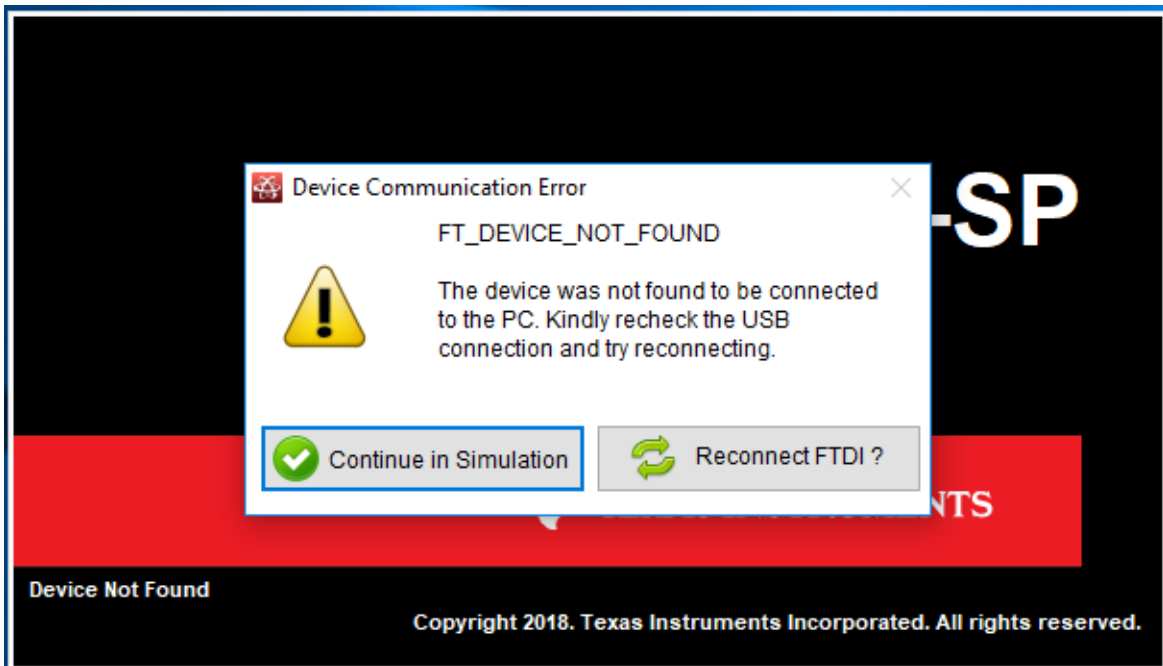 Device Communication Error
FT_DEVICE_NOT_FOUND
-SP
The device was not found to be connected
to the PC. Kindly recheck the USB
connection and try reconnecting.
Continue in Simulation
Reconnect FTDI ?
NTS
Device Not Found
Copyright 2018. Texas Instruments Incorporated. All rights reserved.